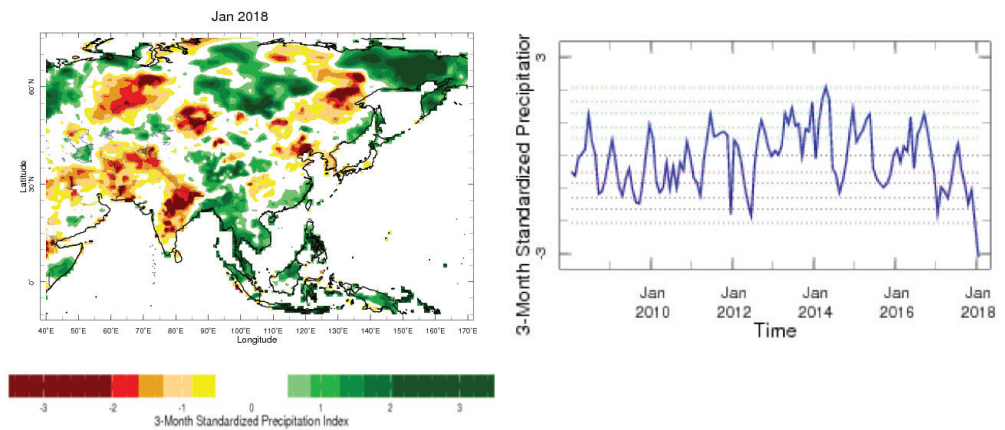 Jan 2018
Latitude
60°N
30°N
0°
40°E 50°E 60°E 70°E 80°E 90°E 100°E 110°E 120°E 130°E 140°E 150°E 160°E 170°E
Longitude
-3 -2 -1 0 1 2 3
3-Month Standardized Precipitation Index
3-Month Standardized Precipitation
3
-3
Jan Jan Jan Jan Jan
2010 2012 2014 2016 2018
Time